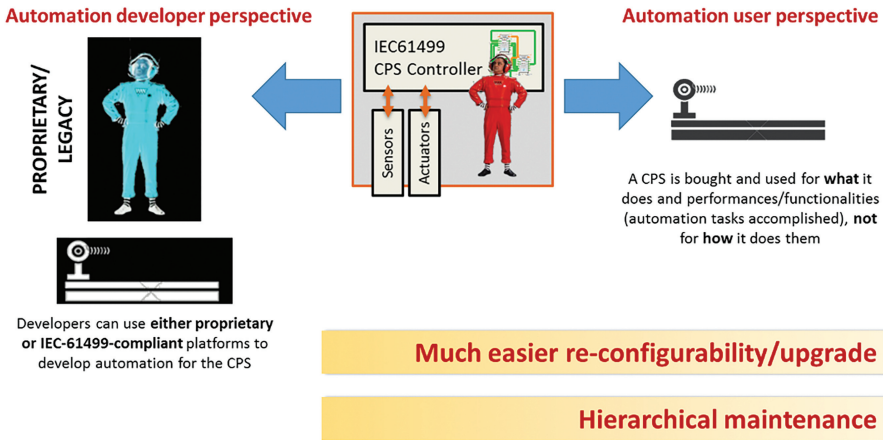 Automation developer perspective
PROPRIETARY/
LEGACY
Developers can use either proprietary
or IEC-61499-compliant platforms to
develop automation for the CPS
IEC61499
CPS Controller
Sensors
Actuators
Automation user perspective
A CPS is bought and used for what it
does and performances/functionalities
(automation tasks accomplished), not
for how it does them
Much easier re-configurability/upgrade
Hierarchical maintenance